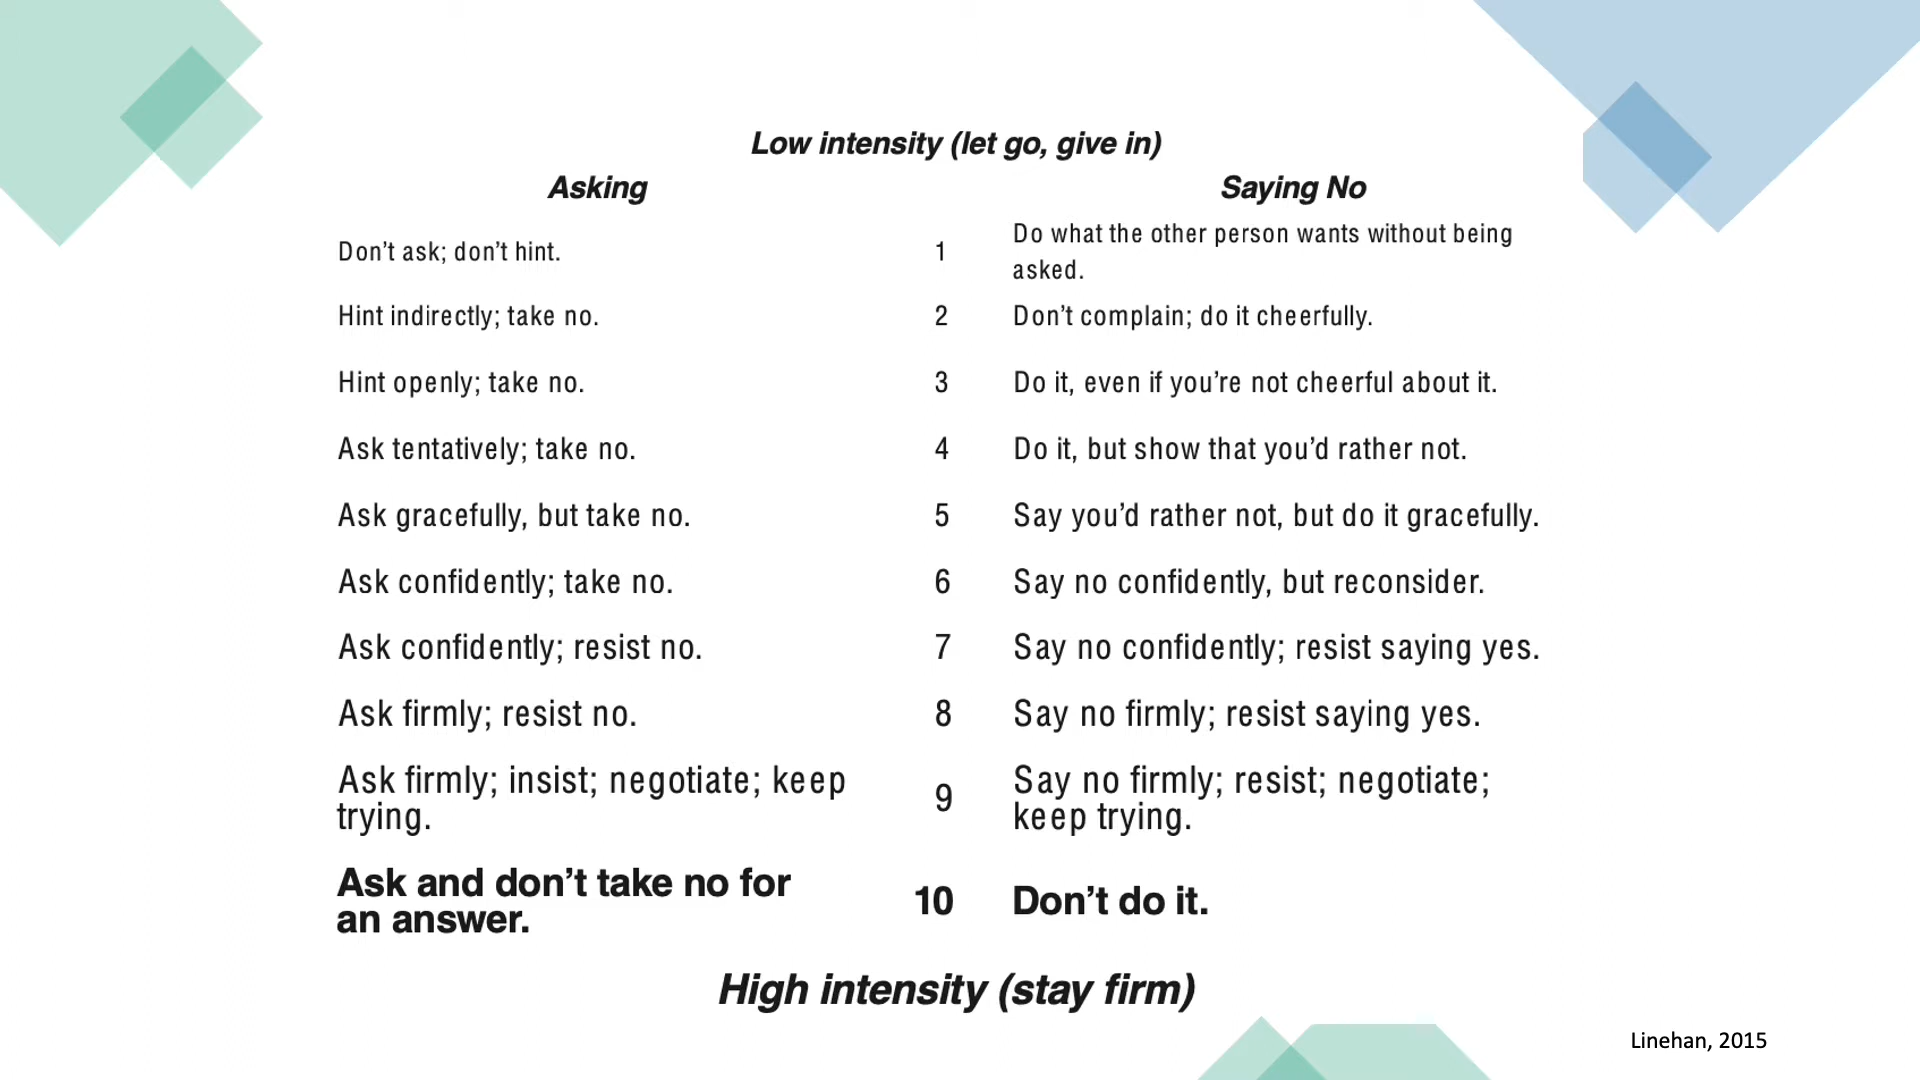 Low intensity (let go, give in)
Asking
Saying No
Don’t ask; don’t hint.
1
Do what the other person wants without being
asked.
Hint indirectly; take no.
2
Don’t complain; do it cheerfully.
Hint openly; take no.
3
Do it, even if you’re not cheerful about it.
Ask tentatively; take no.
4
Do it, but show that you’d rather not.
Ask gracefully, but take no.
5
Say you’d rather not, but do it gracefully.
Ask confidently; take no.
6
Say no confidently, but reconsider.
Ask confidently; resist no.
7
Say no confidently; resist saying yes.
Ask firmly; resist no.
8
Say no firmly; resist saying yes.
Ask firmly; insist; negotiate; keep
trying.
9
Say no firmly; resist; negotiate;
keep trying.
Ask and don’t take no for
an answer.
10
Don’t do it.
High intensity (stay firm)
Linehan, 2015